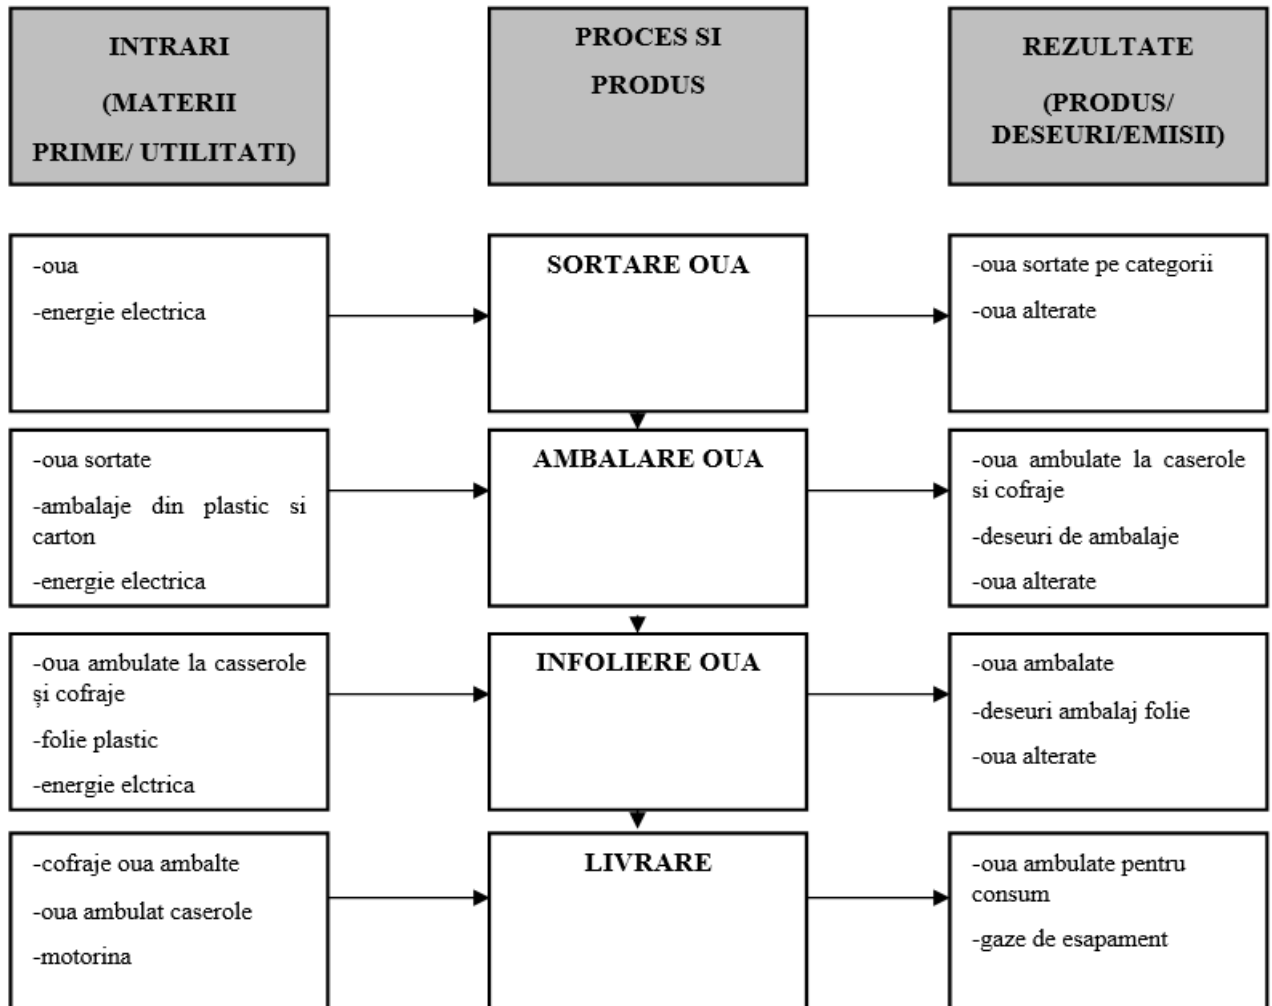 INTRARI
(MATERII
PRIME/ UTILITATI)
PROCES SI
PRODUS
REZULTATE
(PRODUS/
DESEURI/EMISII)
-oua
-energie electrica
SORTARE OUA
-oua sortate pe categorii
-oua alterate
-oua sortate
-ambalaje din plastic si
carton
-energie electrica
AMBALARE OUA
-oua ambulate la caserole
si cofraje
-deseuri de ambalaje
-oua alterate
-oua ambulate la casserole
și cofraje
-folie plastic
-energie elctrica
INFOLIERE OUA
-oua ambalate
-deseuri ambalaj folie
-oua alterate
-cofraje oua ambalte
-oua ambulat caserole
-motorina
LIVRARE
-oua ambulate pentru
consum
-gaze de esapament